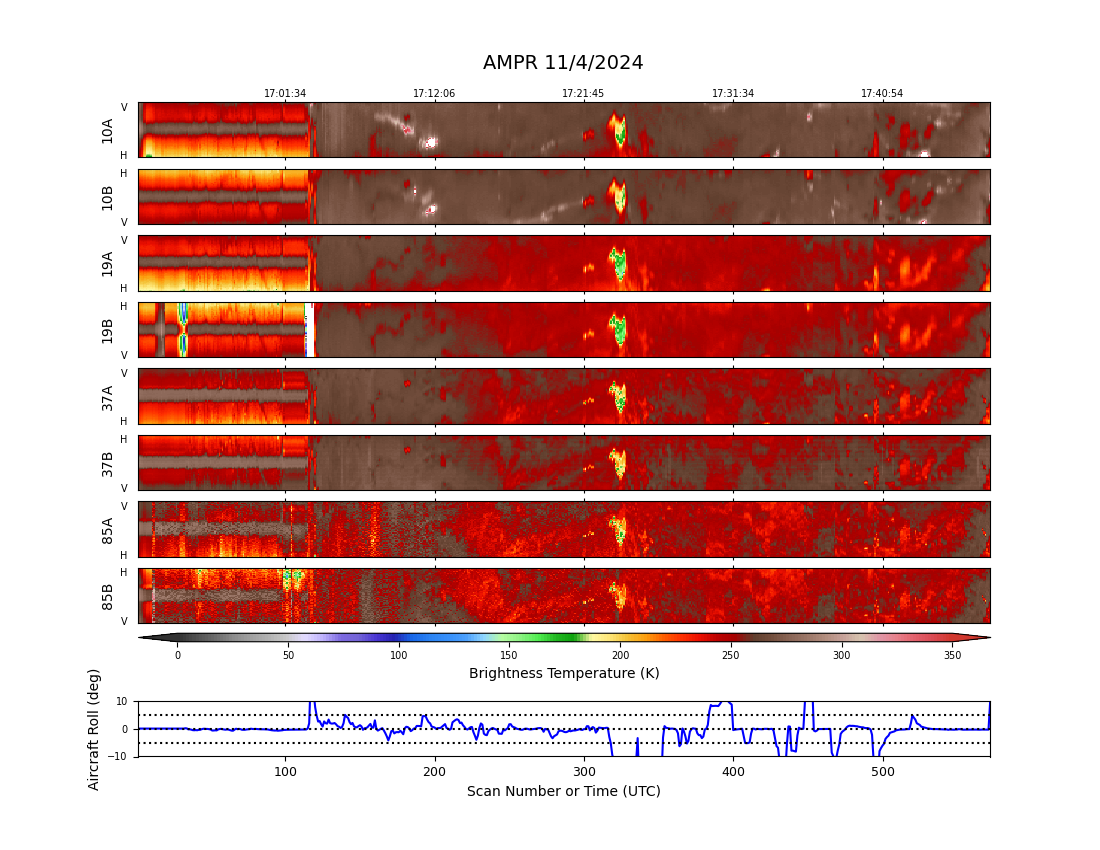 AMPR 11/4/2024
17:01:34 17:12:06 17:21:45 17:31:34 17:40:54
V
10A
H
H
10B
V
V
19A
H
H
19B
V
V
37A
H
H
37B
V
V
85A
H
H
85B
V
0 50 100 150 200 250 300 350
Brightness Temperature (K)
Aircraft Roll (deg)
10
0
−10
100 200 300 400 500
Scan Number or Time (UTC)